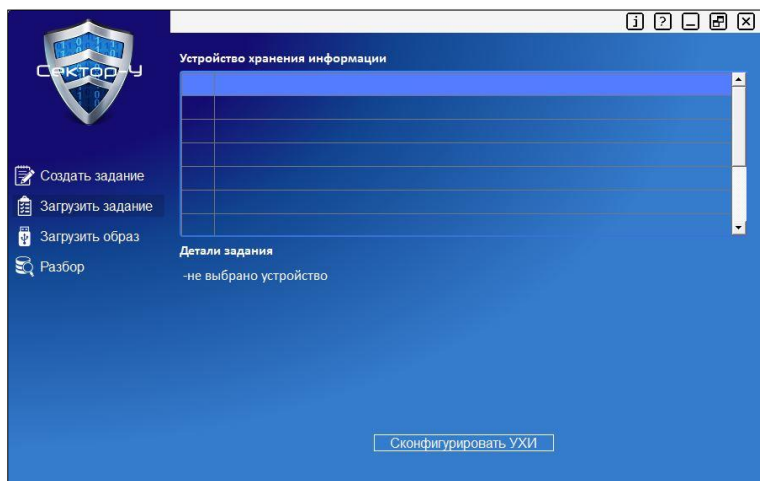 Сектор-У
Устройство хранения информации
Создать задание
Загрузить задание
Загрузить образ
Разбор
Детали задания
-не выбрано устройство
Сконфигурировать УХИ